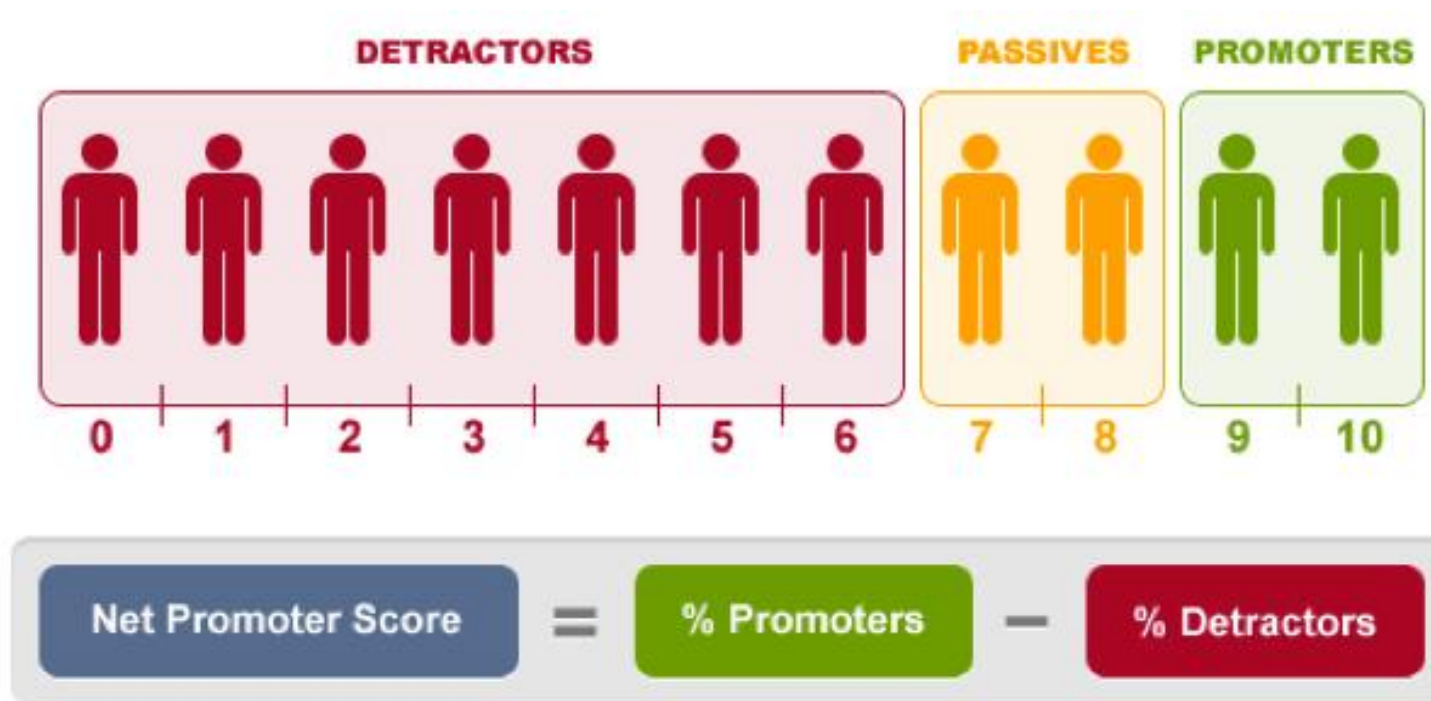 DETRACTORS PASSIVES PROMOTERS
0 1 2 3 4 5 6 7 8 9 10
Net Promoter Score = % Promoters – % Detractors